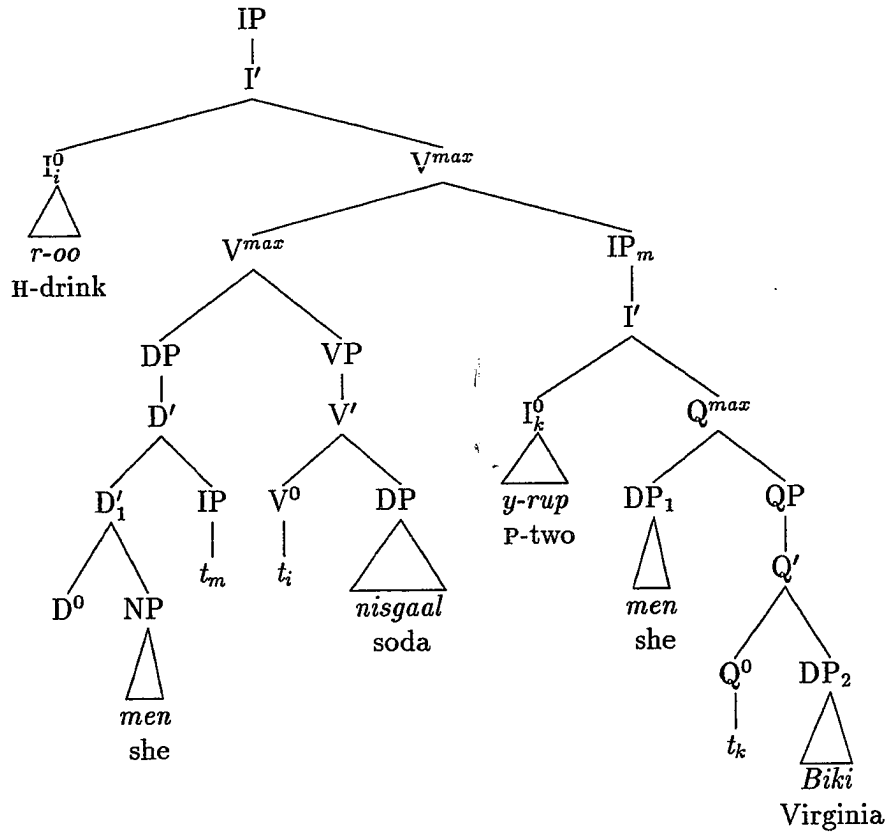 IP
I′
I⁰ᵢ Vᵐᵃˣ
r-oo
H-drink
Vᵐᵃˣ IPₘ
I′
DP VP
D′ V′
I⁰ₖ Qᵐᵃˣ
D′₁ IP V⁰ DP
y-rup
P-two
DP₁ QP
tₘ tᵢ
D⁰ NP
nisgaal
soda
men
she
Q′
men
she
Q⁰ DP₂
tₖ
Biki
Virginia